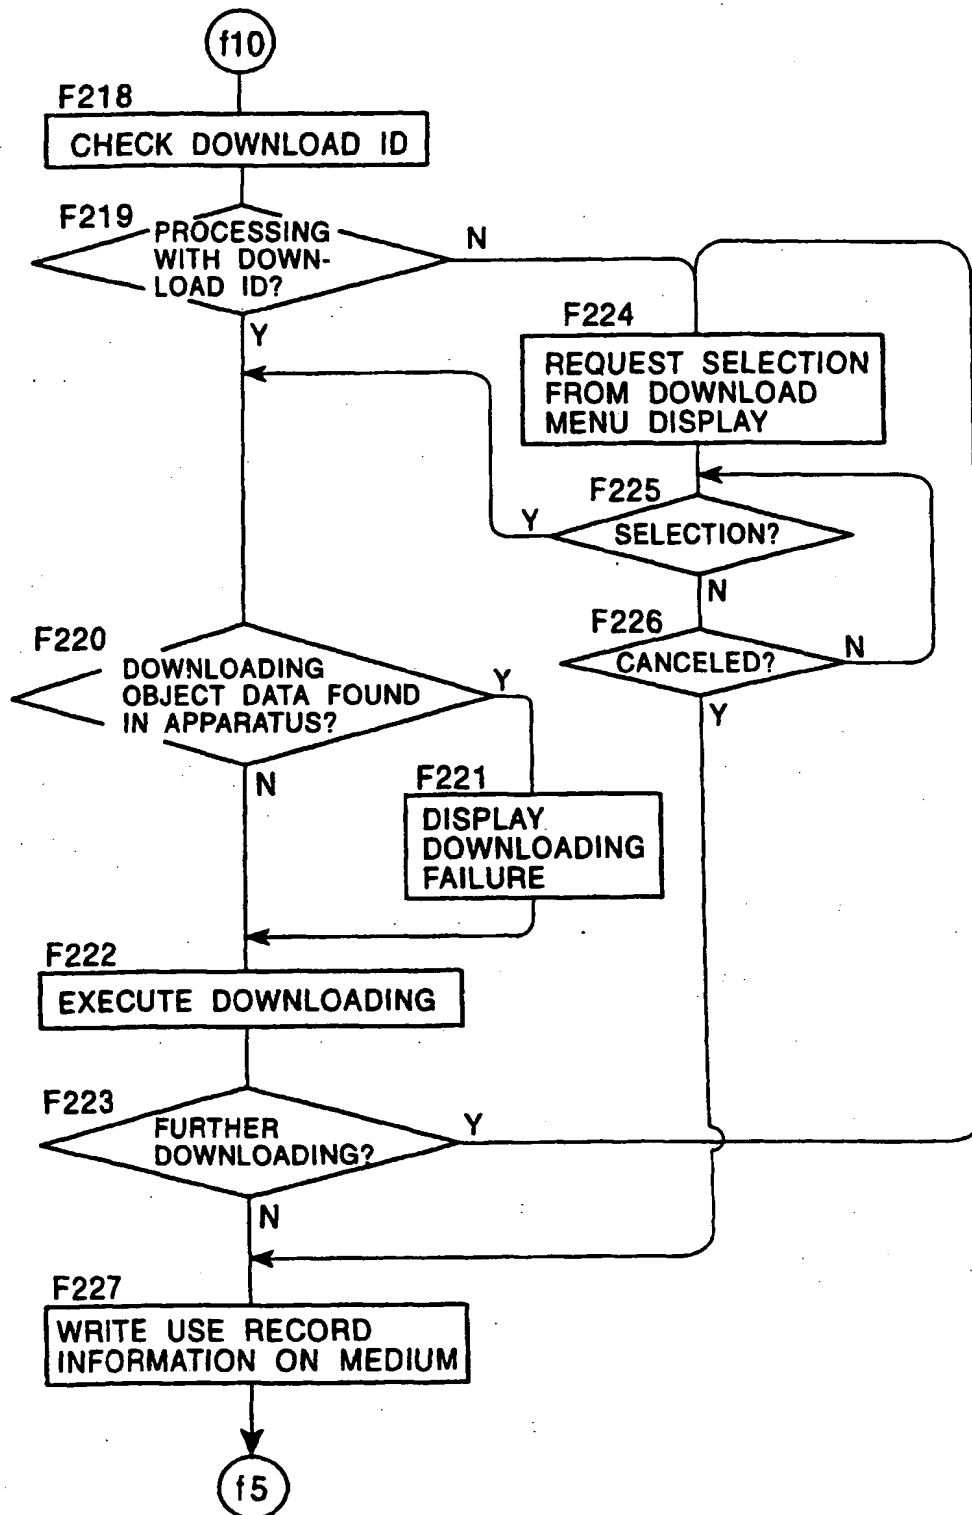 f10
F218
CHECK DOWNLOAD ID
F219
PROCESSING
WITH DOWN-
LOAD ID?
N
Y
F224
REQUEST SELECTION
FROM DOWNLOAD
MENU DISPLAY
F225
SELECTION?
Y
N
F226
CANCELED?
N
Y
F220
DOWNLOADING
OBJECT DATA FOUND
IN APPARATUS?
Y
N
F221
DISPLAY
DOWNLOADING
FAILURE
F222
EXECUTE DOWNLOADING
F223
FURTHER
DOWNLOADING?
Y
N
F227
WRITE USE RECORD
INFORMATION ON MEDIUM
f5